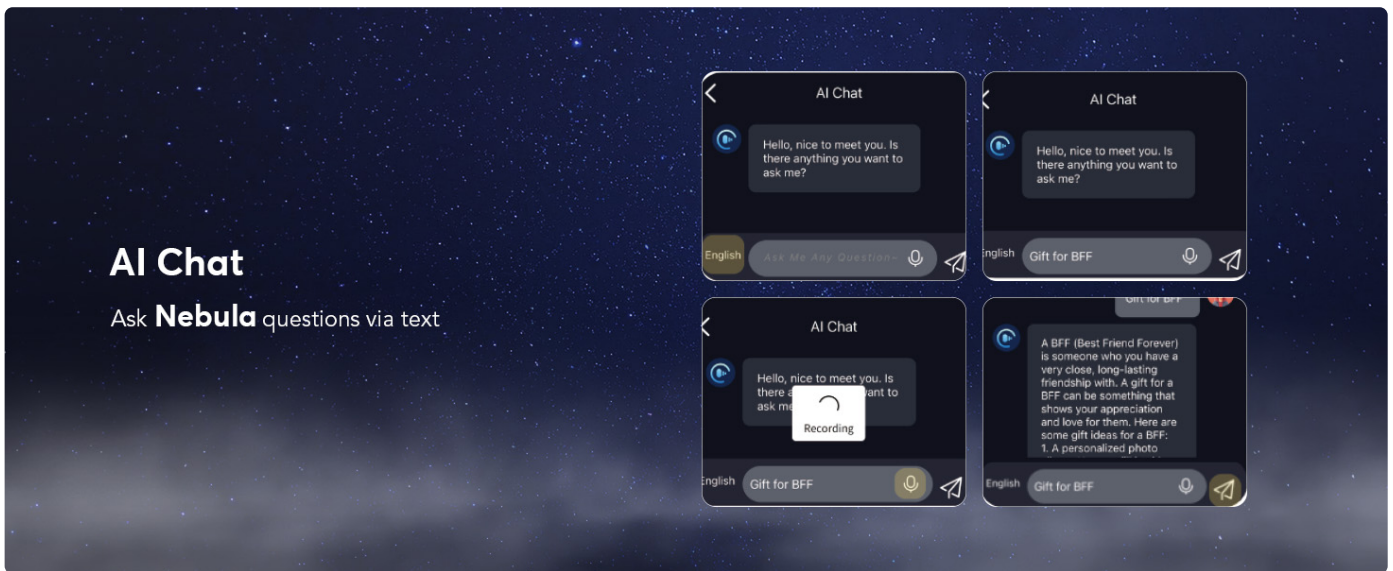 AI Chat
Ask Nebula questions via text
AI Chat
Hello, nice to meet you. Is
there anything you want to
ask me?
English
Ask Me Any Question~
AI Chat
Hello, nice to meet you. Is
there anything you want to
ask me?
English
Gift for BFF
AI Chat
Hello, nice to meet you. Is
there a want to
ask me
Recording
English
Gift for BFF
Gift for BFF
A BFF (Best Friend Forever)
is someone who you have a
very close, long-lasting
friendship with. A gift for a
BFF can be something that
shows your appreciation
and love for them. Here are
some gift ideas for a BFF:
1. A personalized photo
English
Gift for BFF